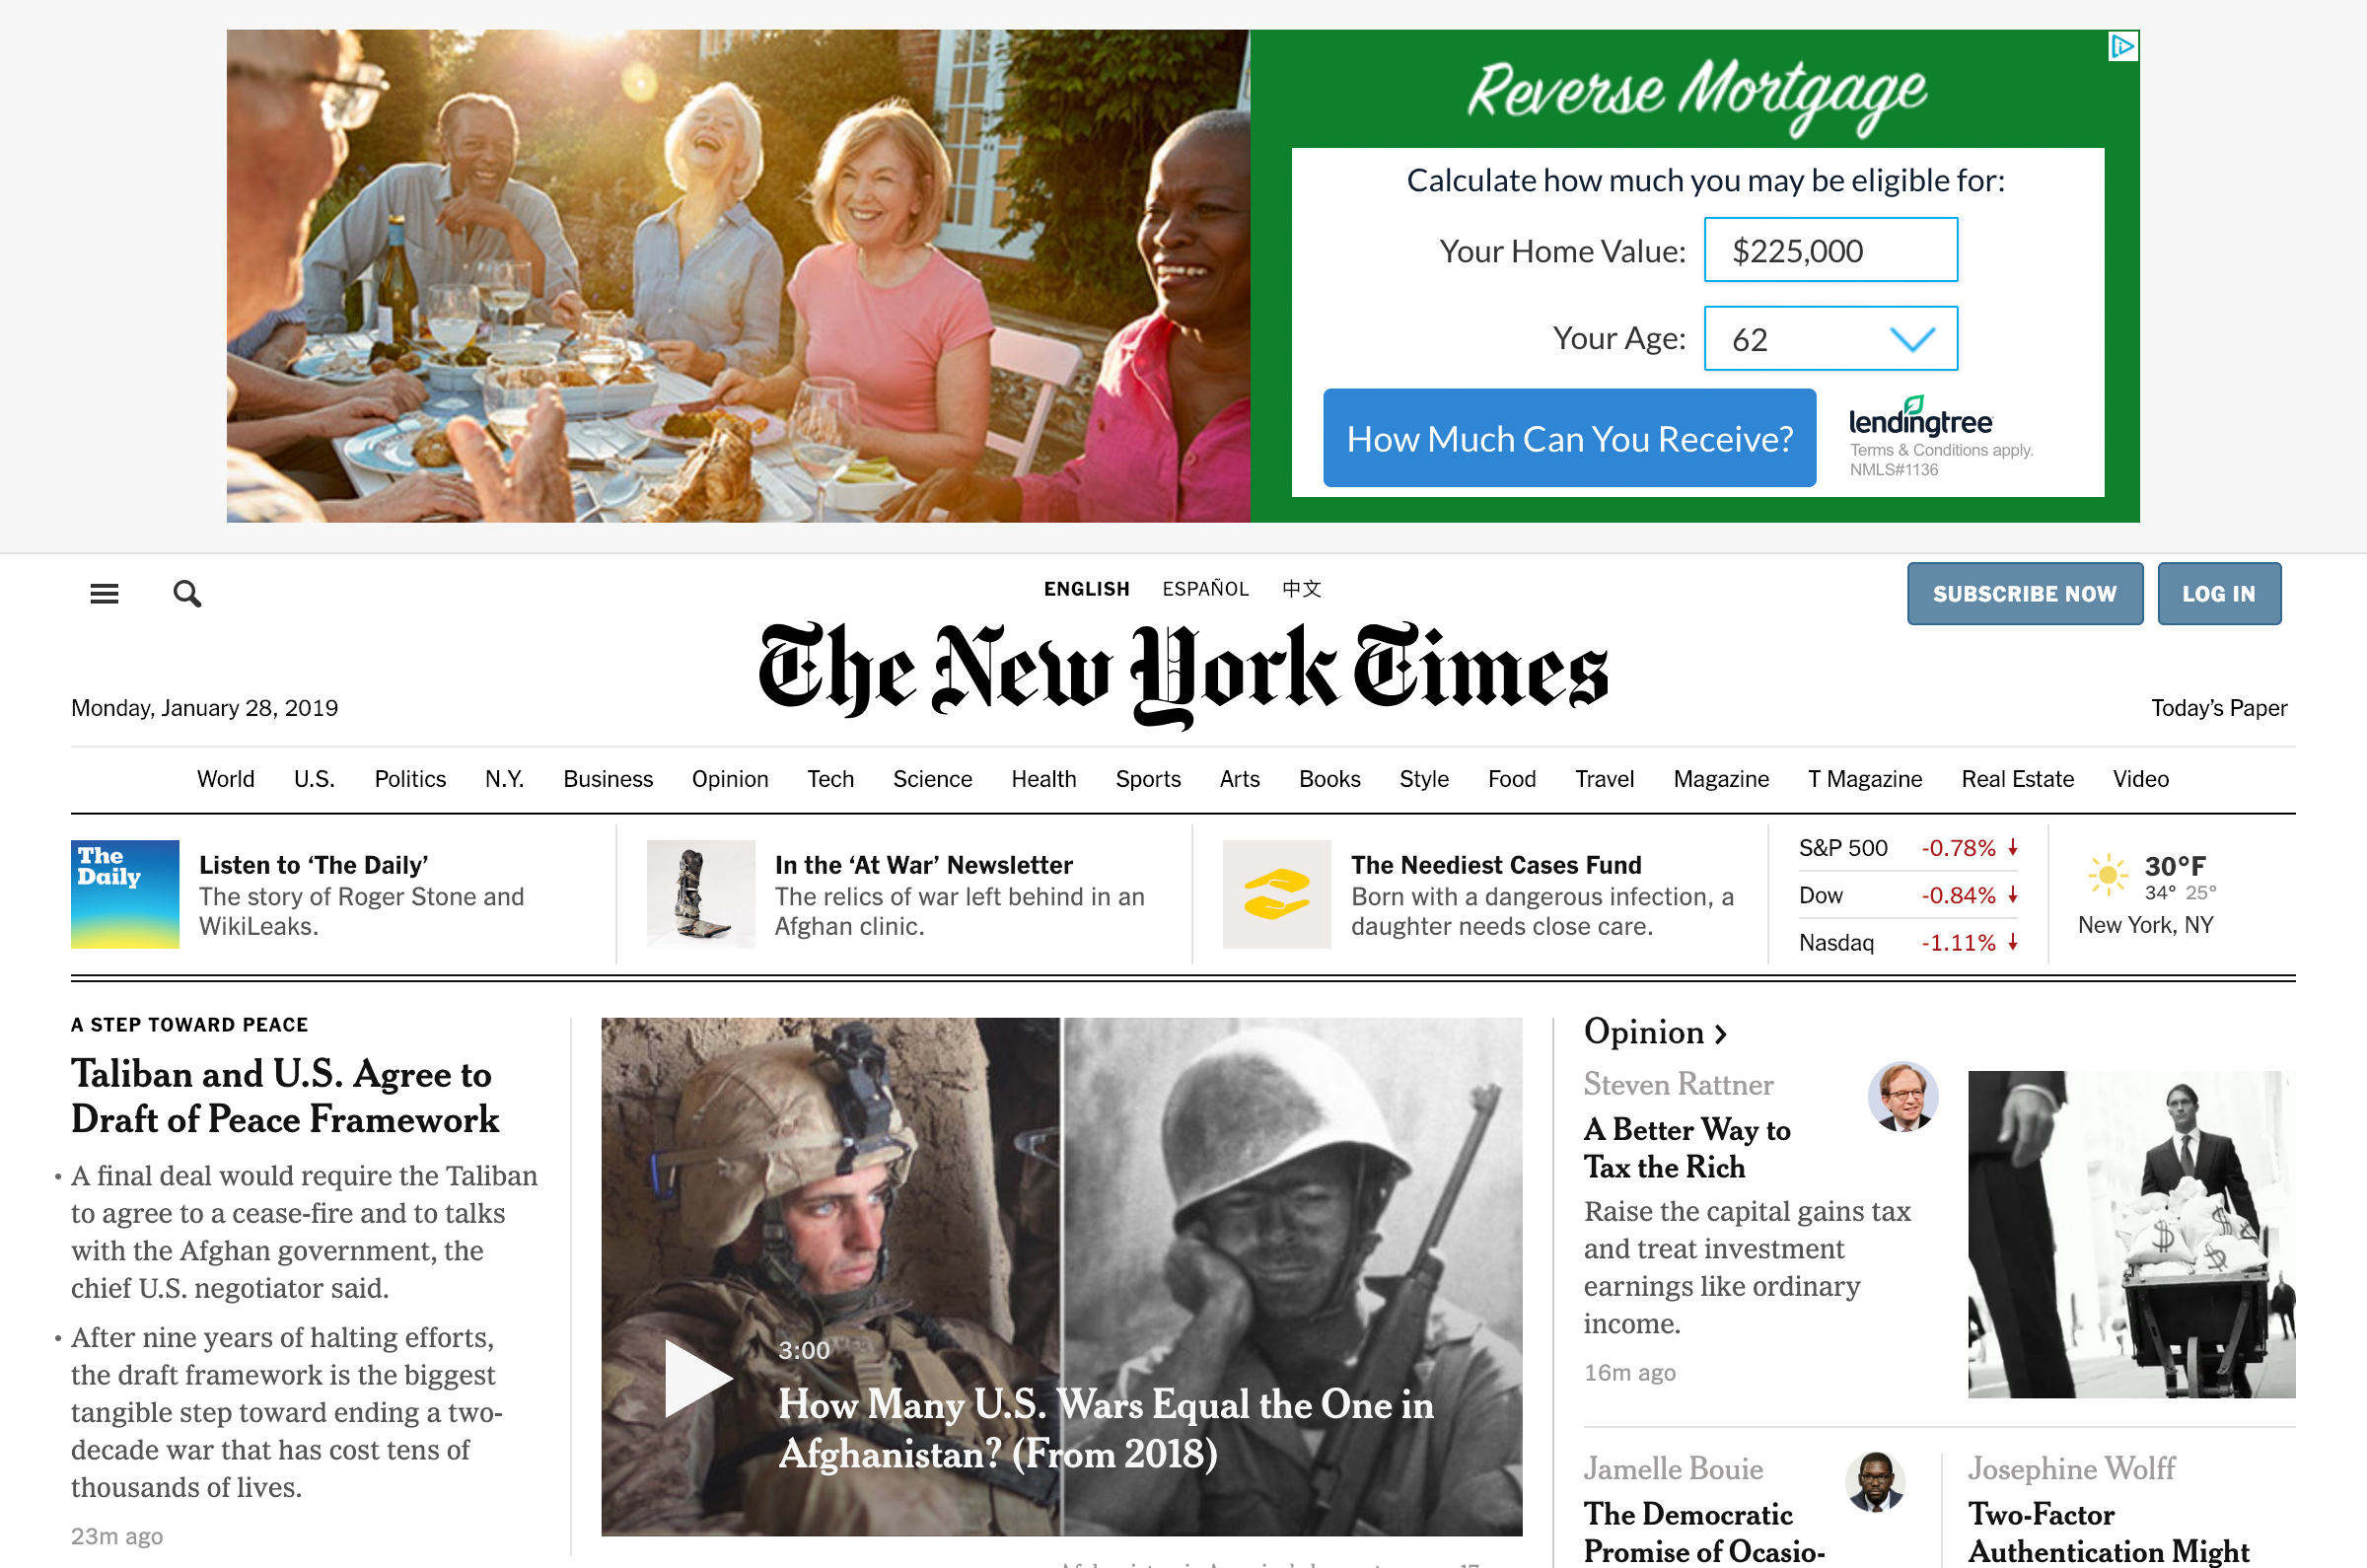 Reverse Mortgage
Calculate how much you may be eligible for:
Your Home Value: $225,000
Your Age: 62
How Much Can You Receive?
lendingtree
Terms & Conditions apply.
NMLS#1136
ENGLISH ESPAÑOL 中文
SUBSCRIBE NOW LOG IN
The New York Times
Monday, January 28, 2019
Today’s Paper
World U.S. Politics N.Y. Business Opinion Tech Science Health Sports Arts Books Style Food Travel Magazine T Magazine Real Estate Video
The
Daily
Listen to ‘The Daily’
The story of Roger Stone and
WikiLeaks.
In the ‘At War’ Newsletter
The relics of war left behind in an
Afghan clinic.
The Neediest Cases Fund
Born with a dangerous infection, a
daughter needs close care.
S&P 500 -0.78% ↓
Dow -0.84% ↓
Nasdaq -1.11% ↓
30°F
34° 25°
New York, NY
A STEP TOWARD PEACE
Taliban and U.S. Agree to
Draft of Peace Framework
• A final deal would require the Taliban
to agree to a cease-fire and to talks
with the Afghan government, the
chief U.S. negotiator said.
• After nine years of halting efforts,
the draft framework is the biggest
tangible step toward ending a two-
decade war that has cost tens of
thousands of lives.
23m ago
3:00
How Many U.S. Wars Equal the One in
Afghanistan? (From 2018)
Opinion ›
Steven Rattner
A Better Way to
Tax the Rich
Raise the capital gains tax
and treat investment
earnings like ordinary
income.
16m ago
$ $ $
Jamelle Bouie
The Democratic
Promise of Ocasio-
Josephine Wolff
Two-Factor
Authentication Might